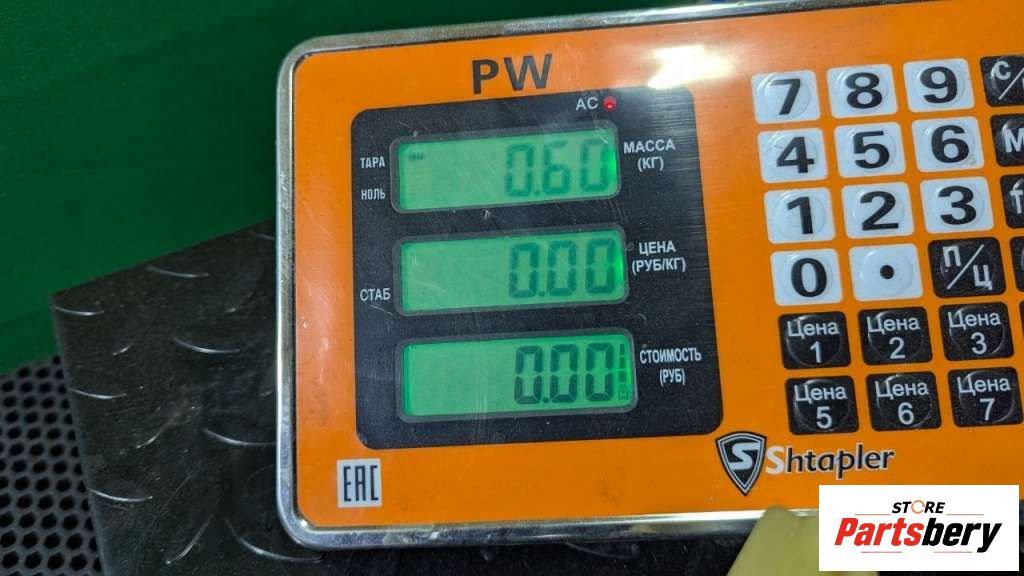 PW
AC
ТАРА
НОЛЬ
0.60
МАССА
(КГ)
СТАБ
0.00
ЦЕНА
(РУБ/КГ)
0.00
СТОИМОСТЬ
(РУБ)
7 8 9
4 5 6
1 2 3
0 . П/Ц
Цена 1 Цена 2 Цена 3
Цена 5 Цена 6 Цена 7
EAC
S Shtapler
STORE
Partsbery